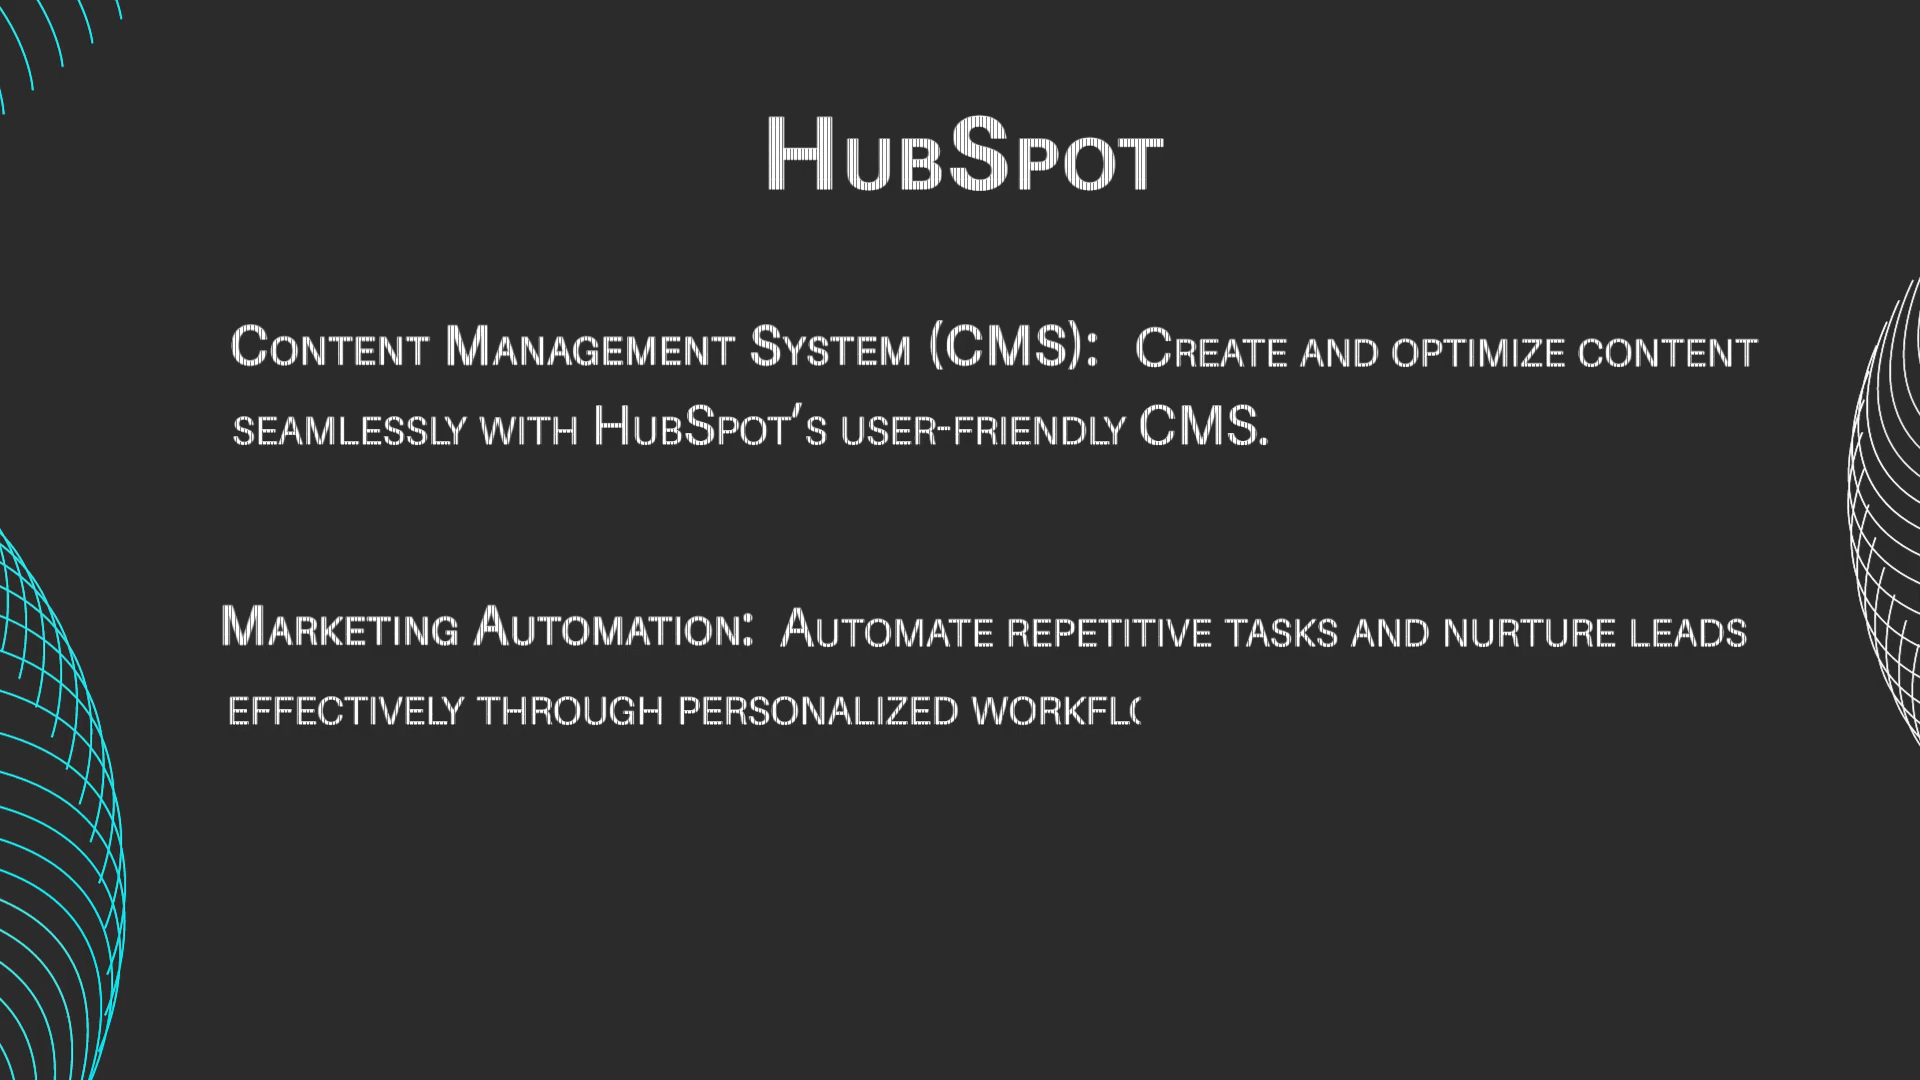 HubSpot
Content Management System (CMS): Create and optimize content
seamlessly with HubSpot's user-friendly CMS.
Marketing Automation: Automate repetitive tasks and nurture leads
effectively through personalized